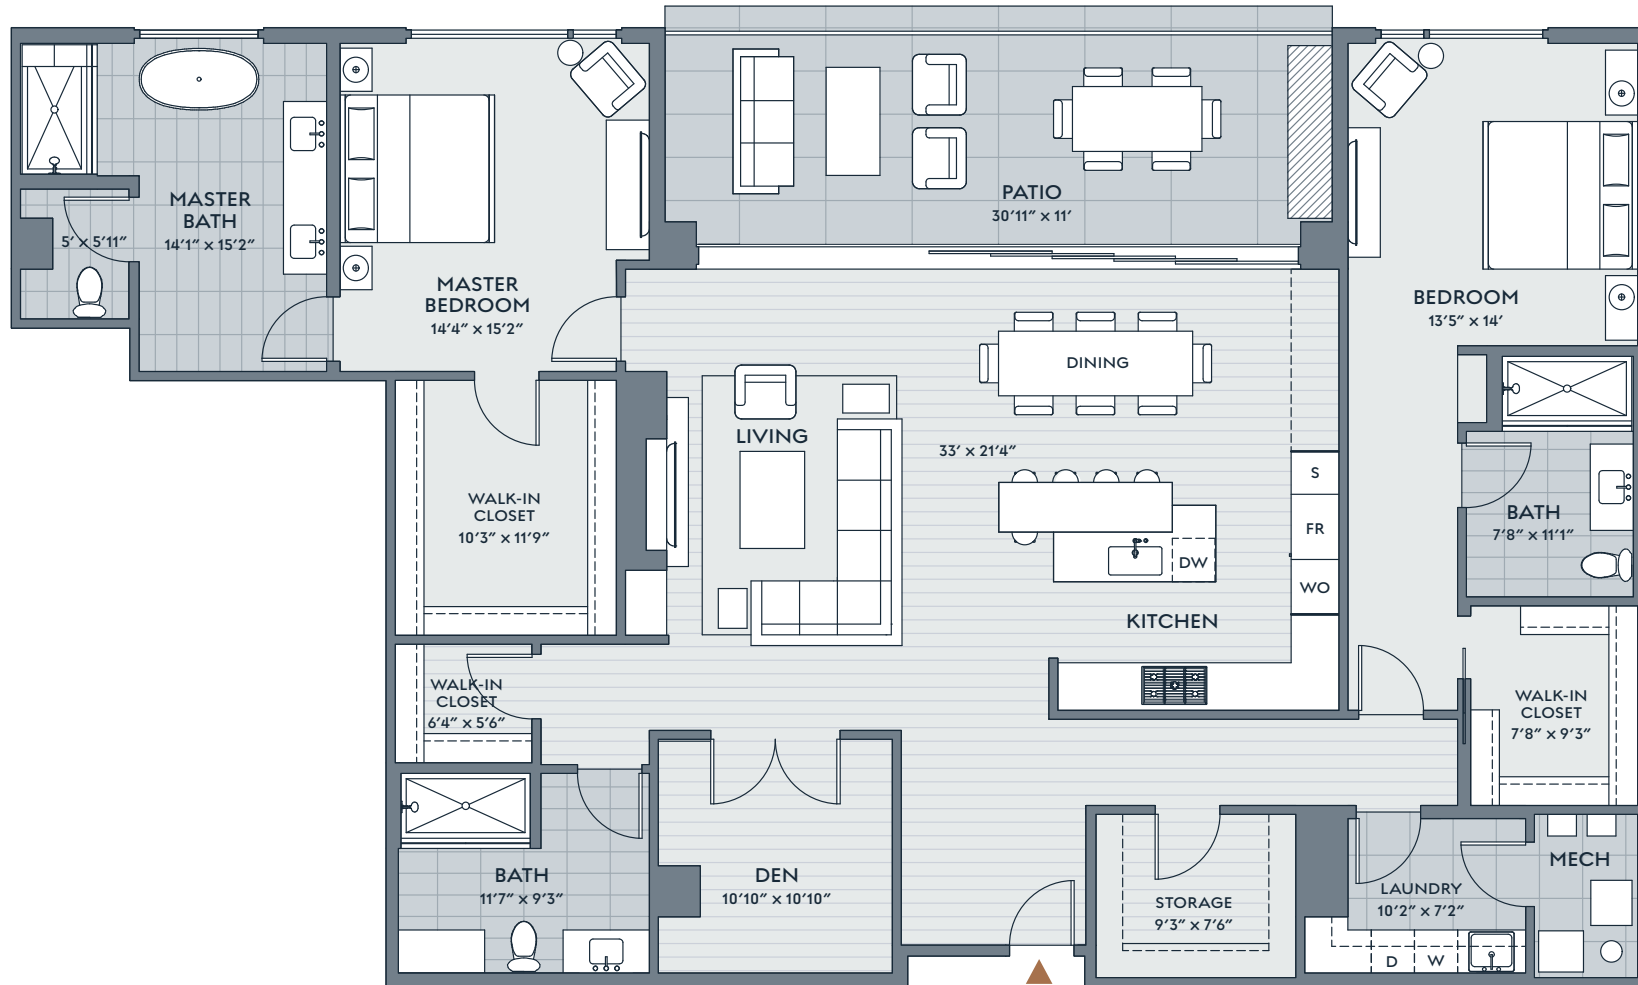 MASTER
BATH
14′1″ x 15′2″
5′ x 5′11″
MASTER
BEDROOM
14′4″ x 15′2″
PATIO
30′11″ x 11′
BEDROOM
13′5″ x 14′
DINING
LIVING
33′ x 21′4″
S
FR
WO
DW
KITCHEN
WALK-IN
CLOSET
10′3″ x 11′9″
BATH
7′8″ x 11′1″
WALK-IN
CLOSET
6′4″ x 5′6″
WALK-IN
CLOSET
7′8″ x 9′3″
BATH
11′7″ x 9′3″
DEN
10′10″ x 10′10″
STORAGE
9′3″ x 7′6″
LAUNDRY
10′2″ x 7′2″
MECH
D
W